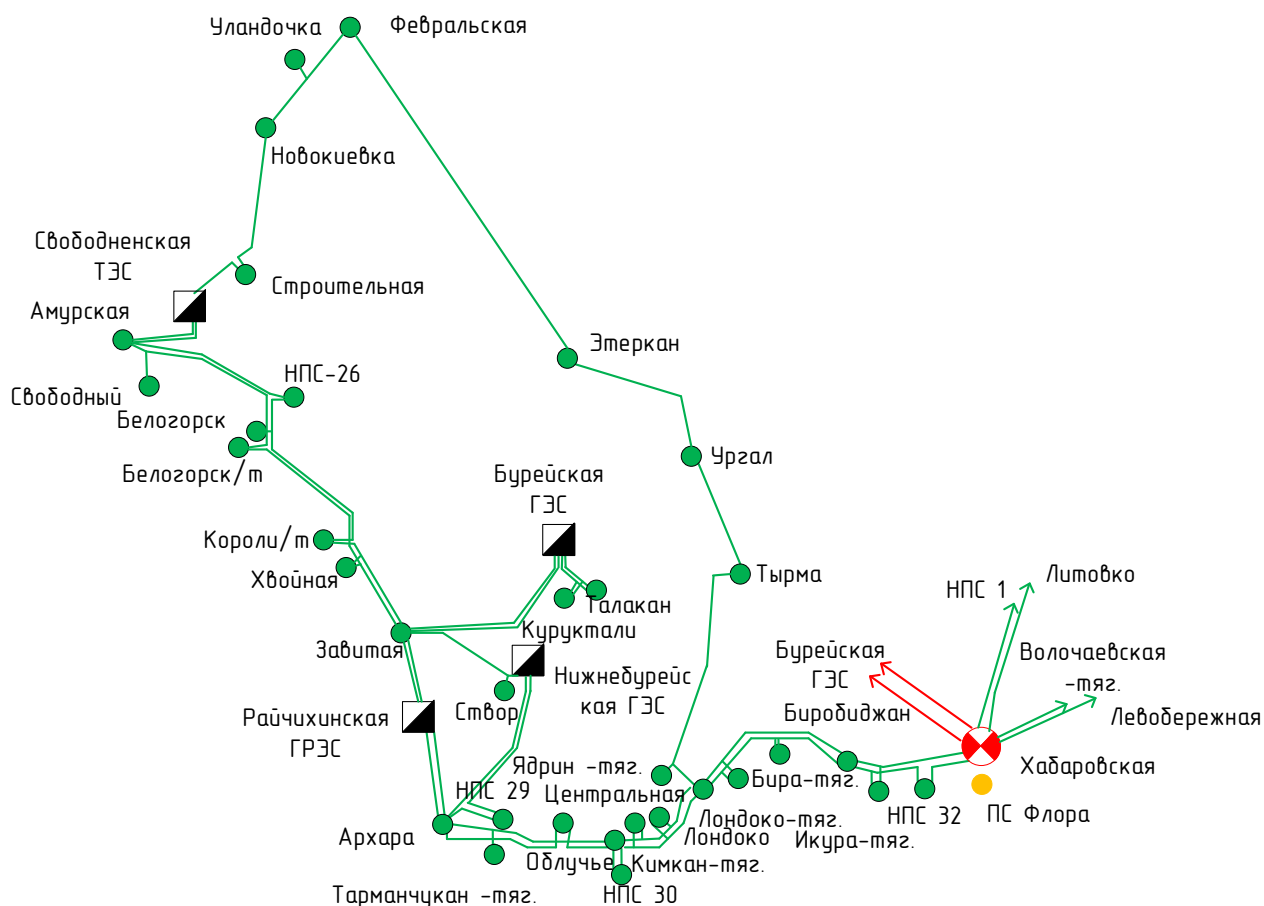 Уландочка
Февральская
Новокиевка
Свободненская
ТЭС
Строительная
Амурская
Этеркан
НПС-26
Свободный
Белогорск
Белогорск/т
Ургал
Бурейская
ГЭС
Короли/т
Хвойная
Тырма
Талакан
Куруктали
Завитая
НПС 1
Литовко
Бурейская
ГЭС
Волочаевская
-тяг.
Нижнебурейс
кая ГЭС
Створ
Райчихинская
ГРЭС
Биробиджан
Левобережная
Ядрин -тяг.
Бира-тяг.
Хабаровская
НПС 29
Центральная
НПС 32
ПС Флора
Архара
Лондоко-тяг.
Лондоко
Икура-тяг.
Облучье
Кимкан-тяг.
Тарманчукан -тяг.
НПС 30